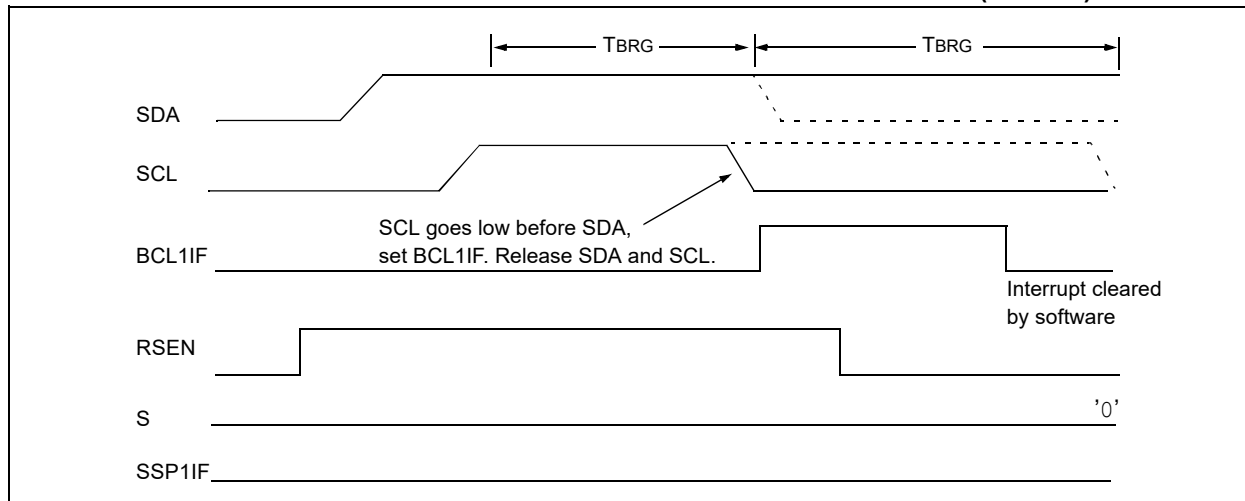 TBRG TBRG
SDA
SCL
SCL goes low before SDA,
set BCL1IF. Release SDA and SCL.
BCL1IF
Interrupt cleared
by software
RSEN
'0'
S
SSP1IF